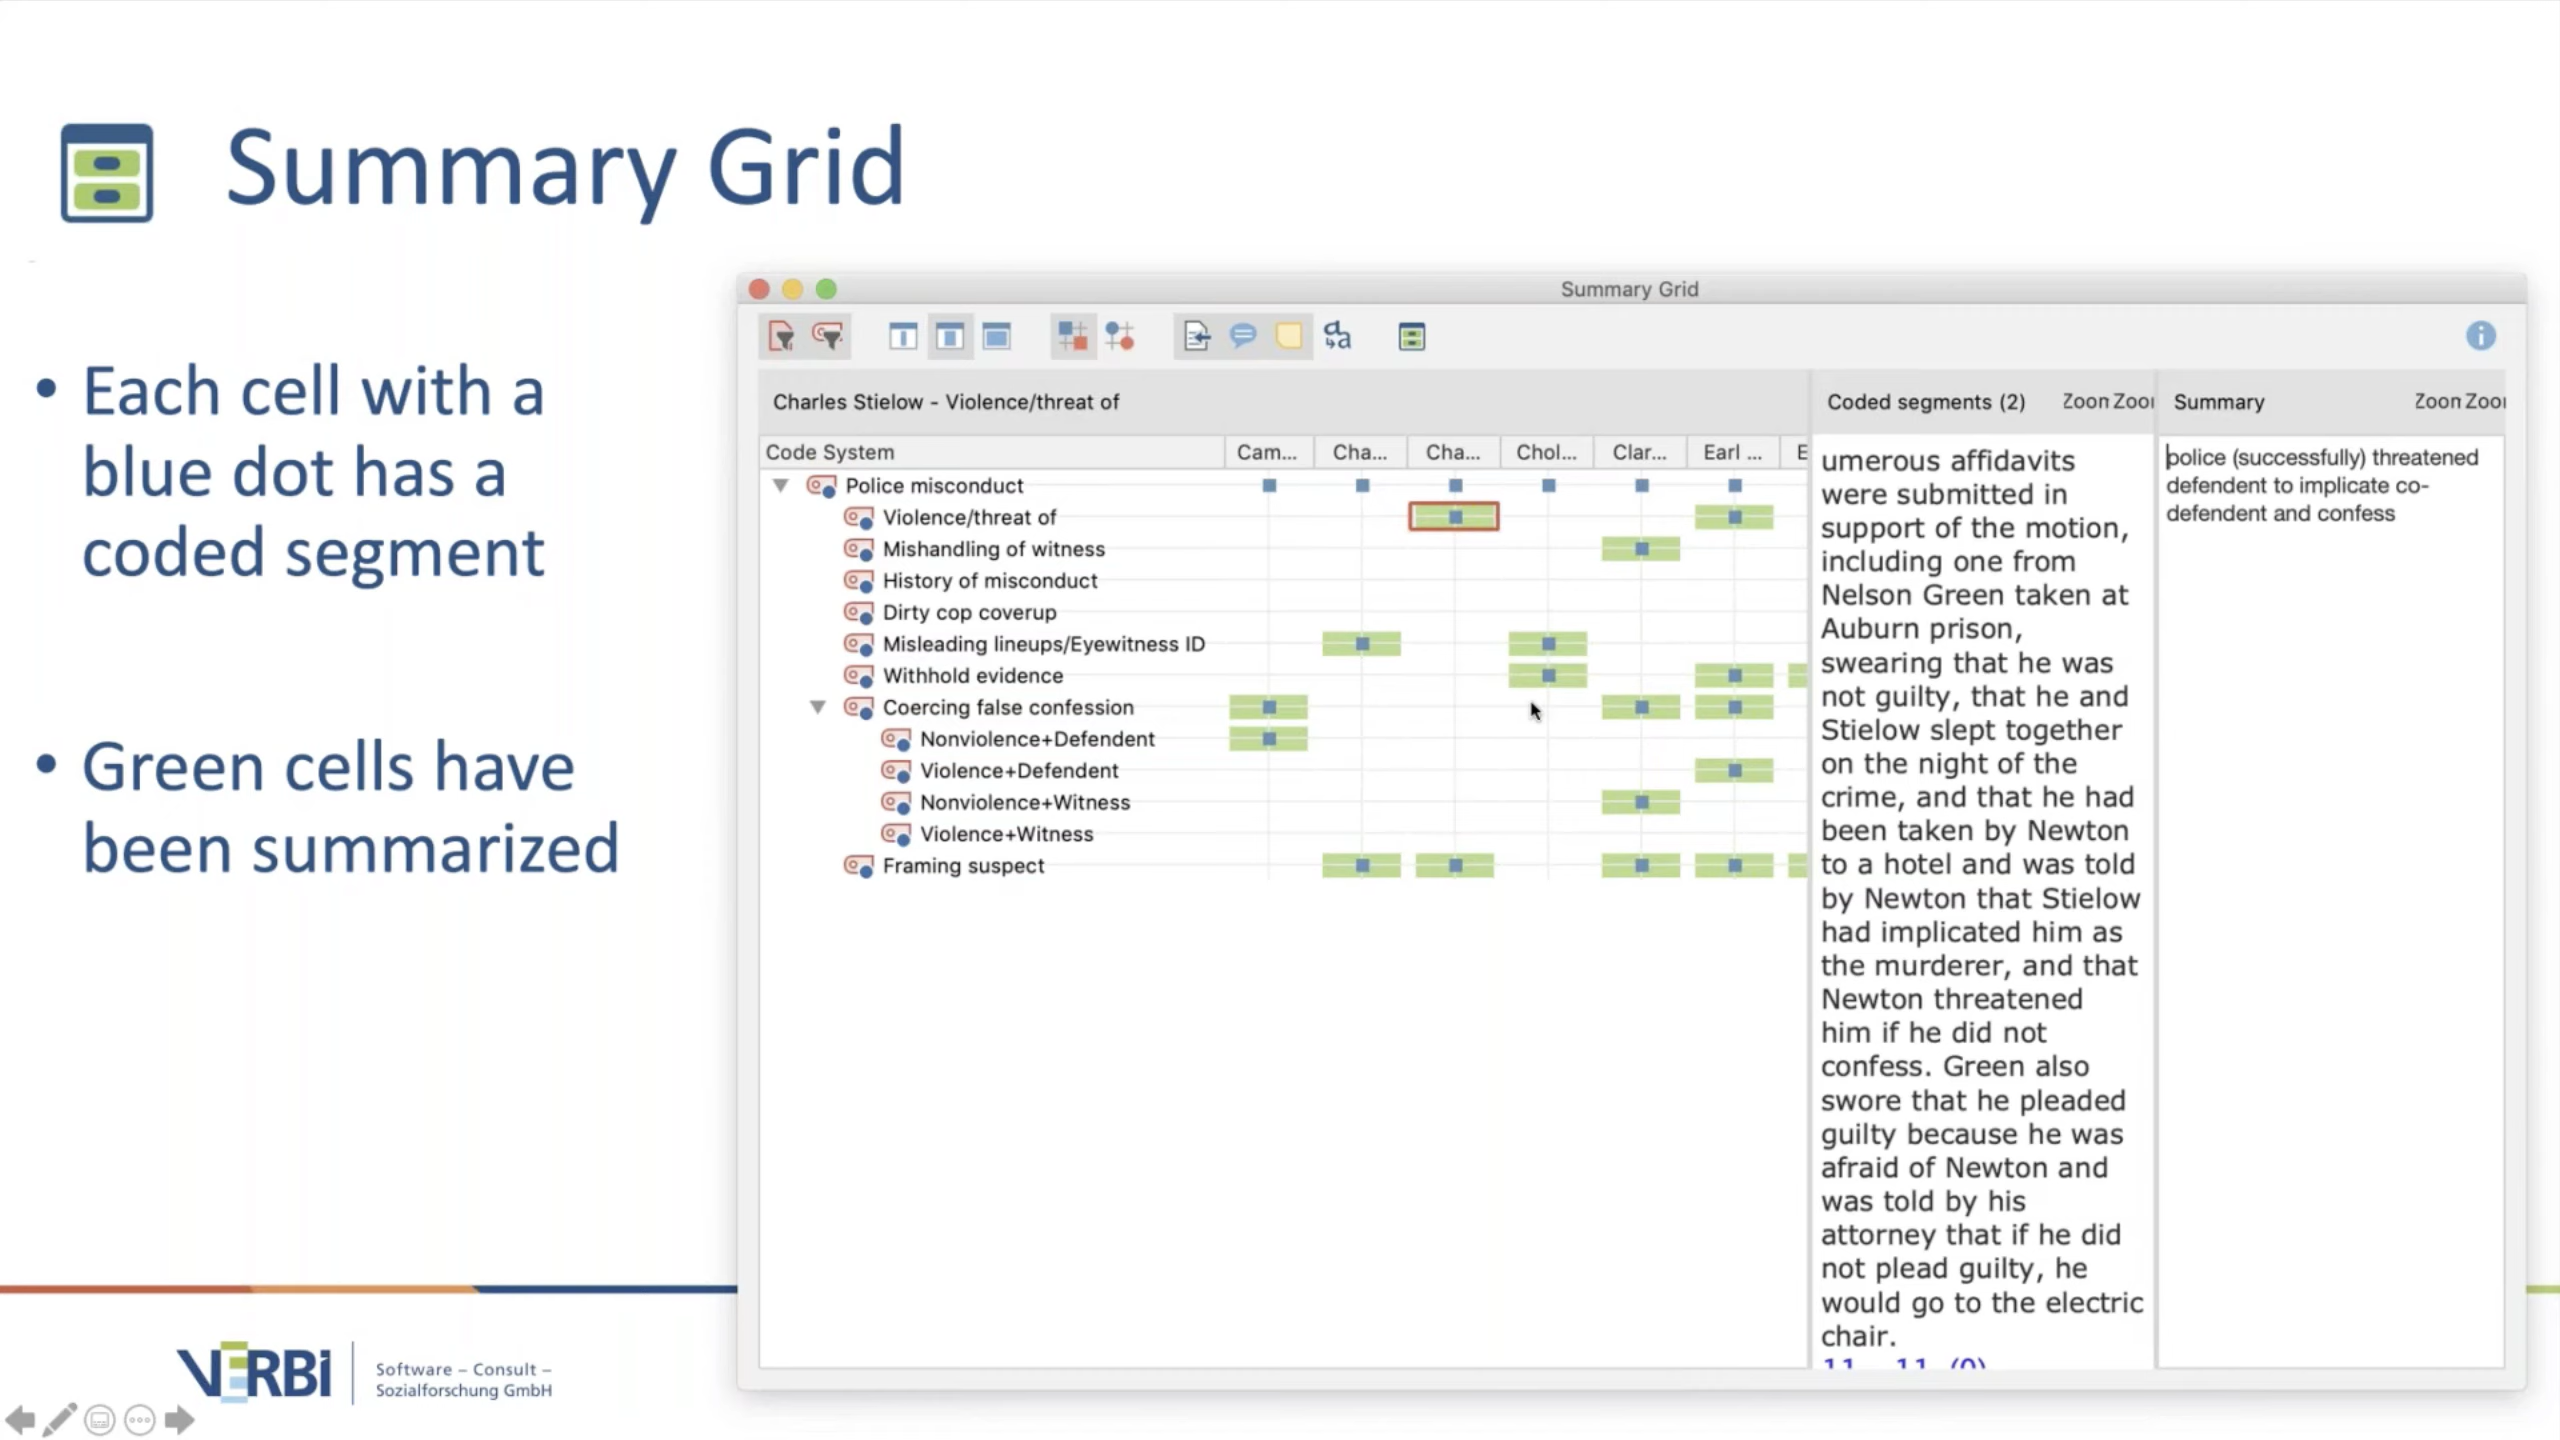 Summary Grid
• Each cell with a
blue dot has a
coded segment
• Green cells have
been summarized
Summary Grid
Charles Stielow - Violence/threat of
Coded segments (2)
Zoom Zoom
Summary
Zoom Zoom
Code System
Cam...
Cha...
Cha...
Chol...
Clar...
Earl ...
E
Police misconduct
Violence/threat of
Mishandling of witness
History of misconduct
Dirty cop coverup
Misleading lineups/Eyewitness ID
Withhold evidence
Coercing false confession
Nonviolence+Defendent
Violence+Defendent
Nonviolence+Witness
Violence+Witness
Framing suspect
umerous affidavits
were submitted in
support of the motion,
including one from
Nelson Green taken at
Auburn prison,
swearing that he was
not guilty, that he and
Stielow slept together
on the night of the
crime, and that he had
been taken by Newton
to a hotel and was told
by Newton that Stielow
had implicated him as
the murderer, and that
Newton threatened
him if he did not
confess. Green also
swore that he pleaded
guilty because he was
afraid of Newton and
was told by his
attorney that if he did
not plead guilty, he
would go to the electric
chair.
11 - 11 (0)
police (successfully) threatened
defendent to implicate co-
defendent and confess
VERBI
Software – Consult –
Sozialforschung GmbH